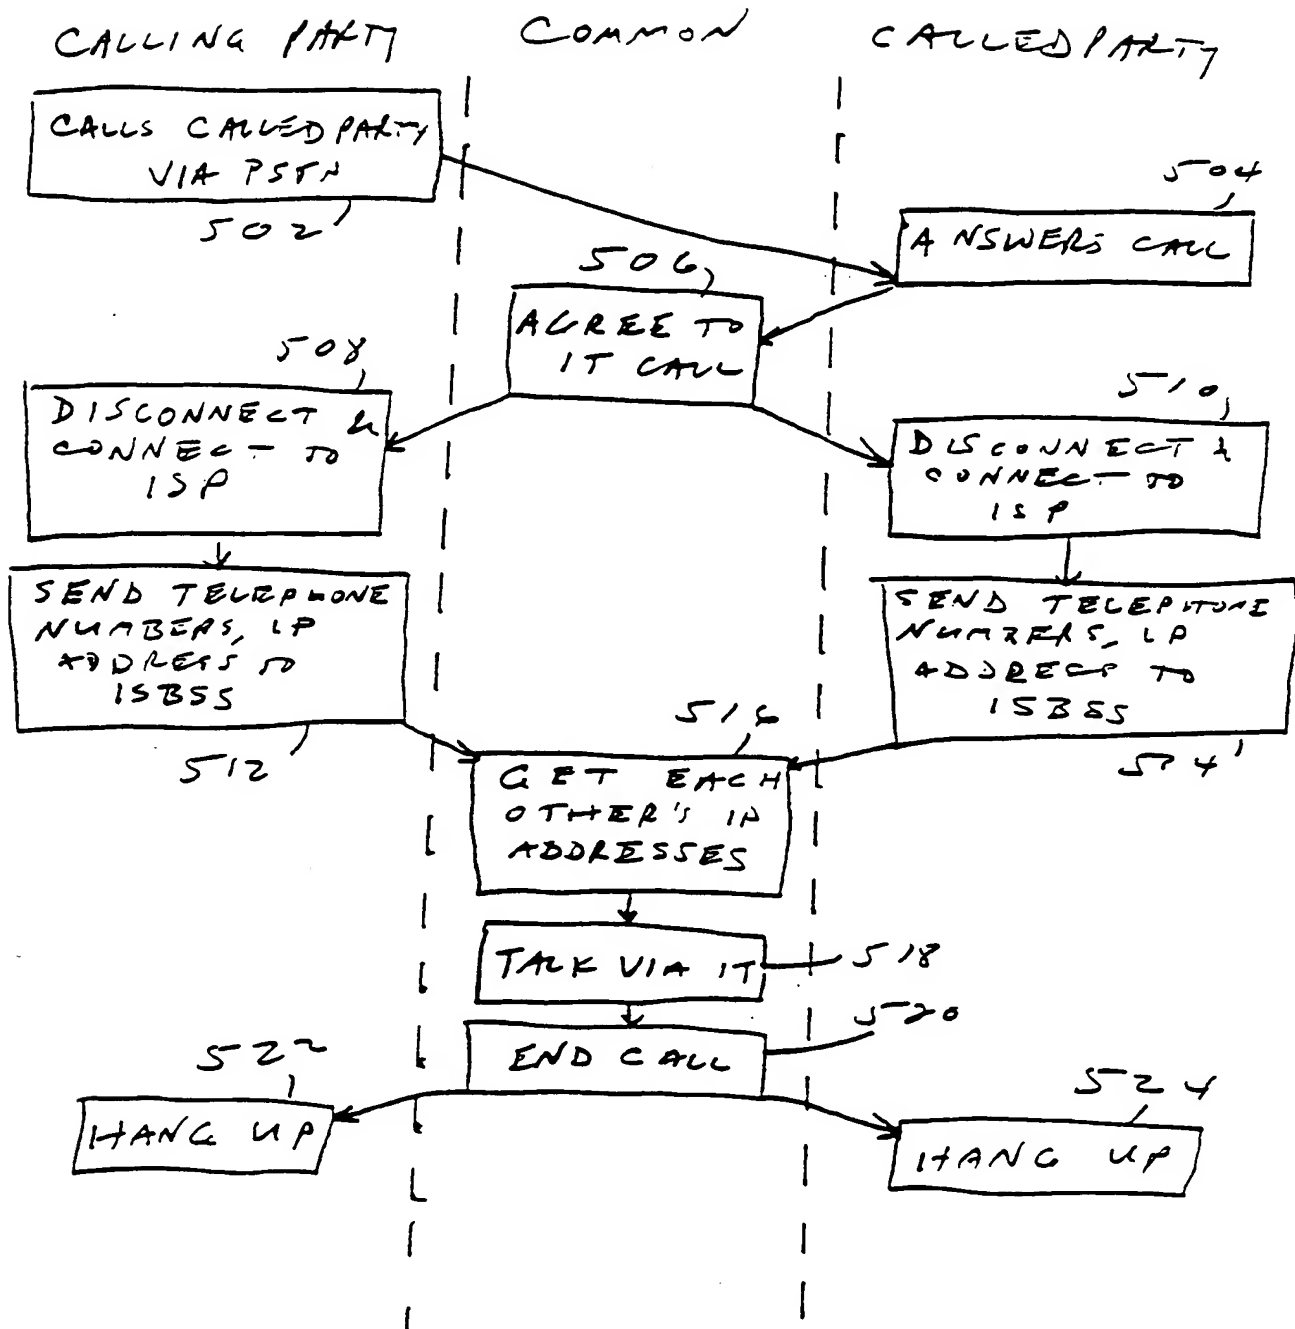 CALLING PARTY
COMMON
CALLED PARTY
CALLS CALLED PARTY
VIA PSTN
502
504
ANSWERS CALL
506
AGREE TO
IT CALL
508
DISCONNECT &
CONNECT TO
ISP
510
DISCONNECT &
CONNECT TO
ISP
SEND TELEPHONE
NUMBERS, IP
ADDRESS TO
ISBSS
512
SEND TELEPHONE
NUMBERS, IP
ADDRESS TO
ISBSS
514
516
GET EACH
OTHER'S IP
ADDRESSES
TALK VIA IT
518
END CALL
520
522
HANG UP
524
HANG UP